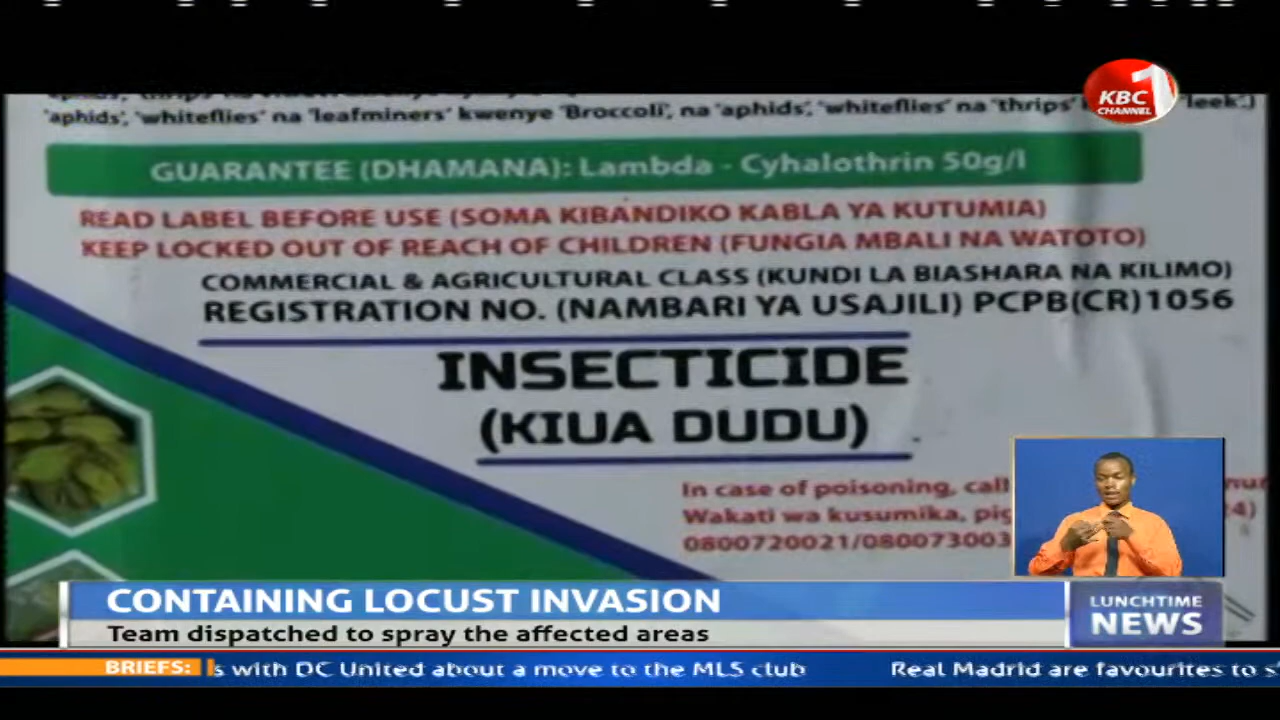 'aphids', 'whiteflies' na 'leafminers' kwenye 'Broccoli', na 'aphids', 'whiteflies' na 'thrips' leek'.)
KBC 1
CHANNEL
GUARANTEE (DHAMANA): Lambda - Cyhalothrin 50g/l
READ LABEL BEFORE USE (SOMA KIBANDIKO KABLA YA KUTUMIA)
KEEP LOCKED OUT OF REACH OF CHILDREN (FUNGIA MBALI NA WATOTO)
COMMERCIAL & AGRICULTURAL CLASS (KUNDI LA BIASHARA NA KILIMO)
REGISTRATION NO. (NAMBARI YA USAJILI) PCPB(CR)1056
INSECTICIDE
(KIUA DUDU)
In case of poisoning, call
Wakati wa kusumika, pig 4)
0800720021/080073003
CONTAINING LOCUST INVASION
Team dispatched to spray the affected areas
LUNCHTIME
NEWS
BRIEFS: s with DC United about a move to the MLS club Real Madrid are favourites to s